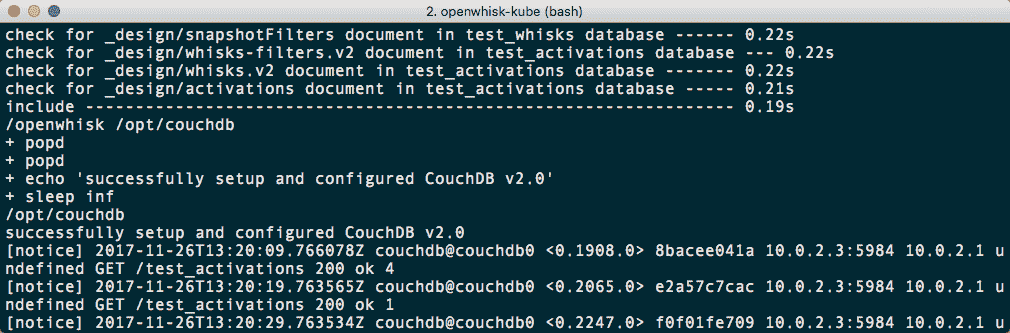 2. openwhisk-kube (bash)
check for _design/snapshotFilters document in test_whisks database ------ 0.22s
check for _design/whisks-filters.v2 document in test_activations database --- 0.22s
check for _design/whisks.v2 document in test_activations database ------- 0.22s
check for _design/activations document in test_activations database ----- 0.21s
include ----------------------------------------------------------------- 0.19s
/openwhisk /opt/couchdb
+ popd
+ popd
+ echo 'successfully setup and configured CouchDB v2.0'
+ sleep inf
/opt/couchdb
successfully setup and configured CouchDB v2.0
[notice] 2017-11-26T13:20:09.766078Z couchdb@couchdb0 <0.1908.0> 8bacee041a 10.0.2.3:5984 10.0.2.1 u
ndefined GET /test_activations 200 ok 4
[notice] 2017-11-26T13:20:19.763565Z couchdb@couchdb0 <0.2065.0> e2a57c7cac 10.0.2.3:5984 10.0.2.1 u
ndefined GET /test_activations 200 ok 1
[notice] 2017-11-26T13:20:29.763534Z couchdb@couchdb0 <0.2247.0> f0f01fe709 10.0.2.3:5984 10.0.2.1 u